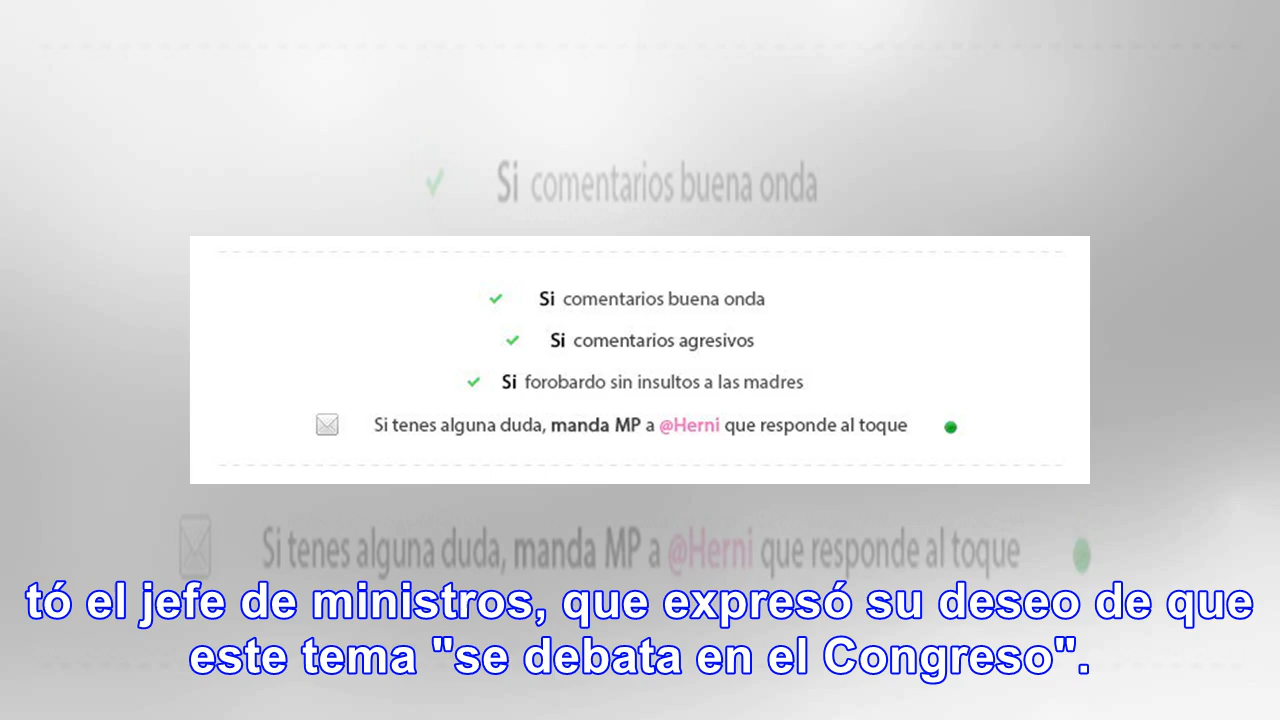 Si comentarios buena onda
Si comentarios buena onda
Si comentarios agresivos
Si forobardo sin insultos a las madres
Si tenes alguna duda, manda MP a @Herni que responde al toque
Si tenes alguna duda, manda MP a @Herni que responde al toque
tó el jefe de ministros, que expresó su deseo de que
este tema "se debata en el Congreso".